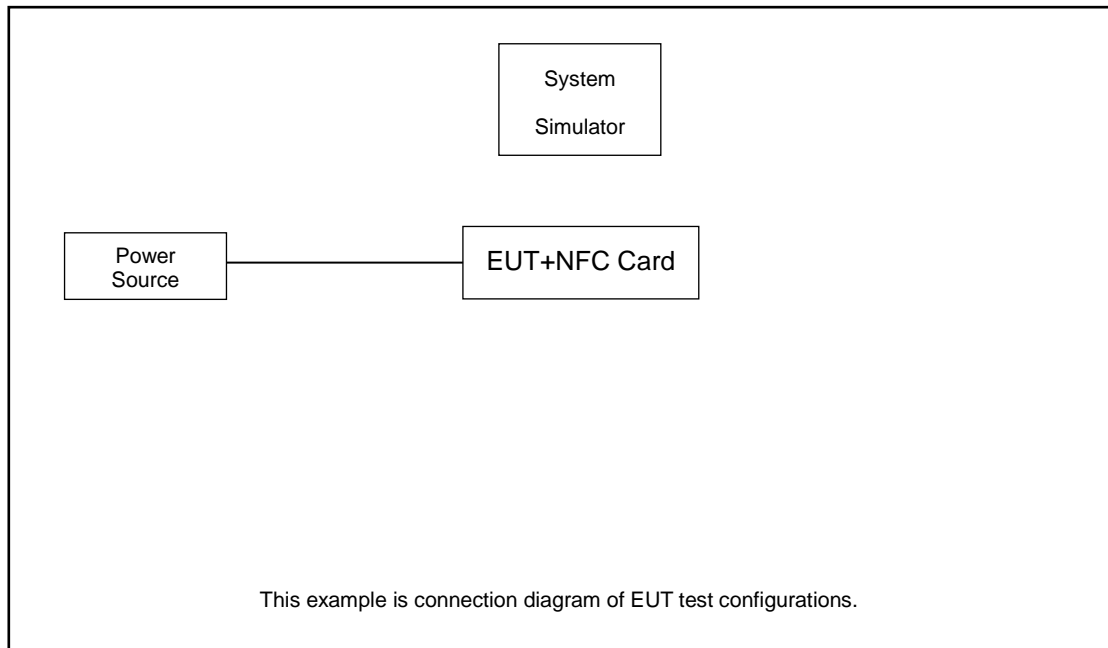 System
Simulator
Power
Source
EUT+NFC Card
This example is connection diagram of EUT test configurations.